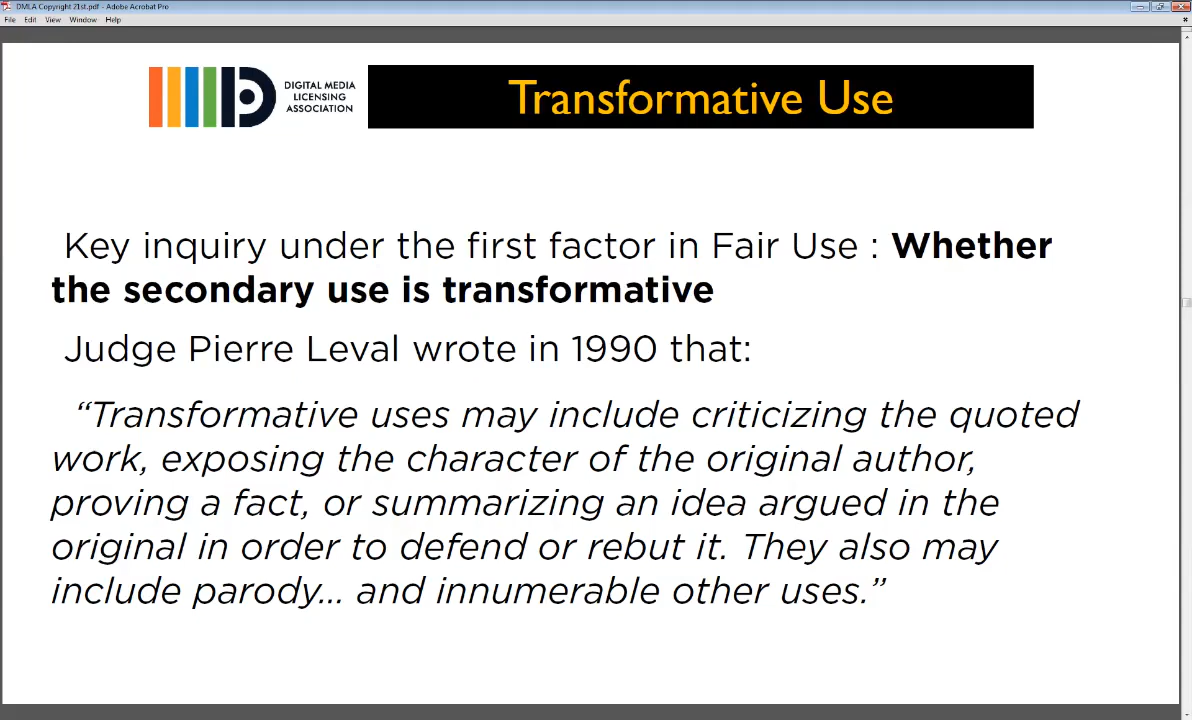 DMLA Copyright 21st.pdf - Adobe Acrobat Pro
File Edit View Window Help
DIGITAL MEDIA
LICENSING
ASSOCIATION
Transformative Use
Key inquiry under the first factor in Fair Use : Whether
the secondary use is transformative
Judge Pierre Leval wrote in 1990 that:
“Transformative uses may include criticizing the quoted
work, exposing the character of the original author,
proving a fact, or summarizing an idea argued in the
original in order to defend or rebut it. They also may
include parody... and innumerable other uses.”